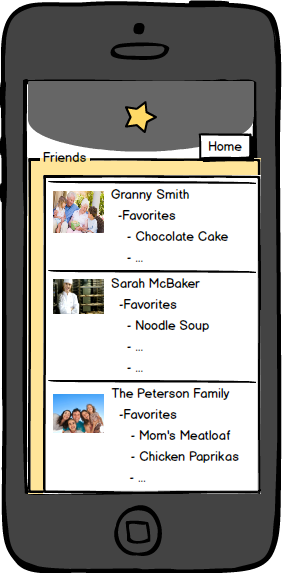 Home
Friends
Granny Smith
-Favorites
- Chocolate Cake
- ...
Sarah McBaker
-Favorites
- Noodle Soup
- ...
- ...
The Peterson Family
-Favorites
- Mom's Meatloaf
- Chicken Paprikas
- ...